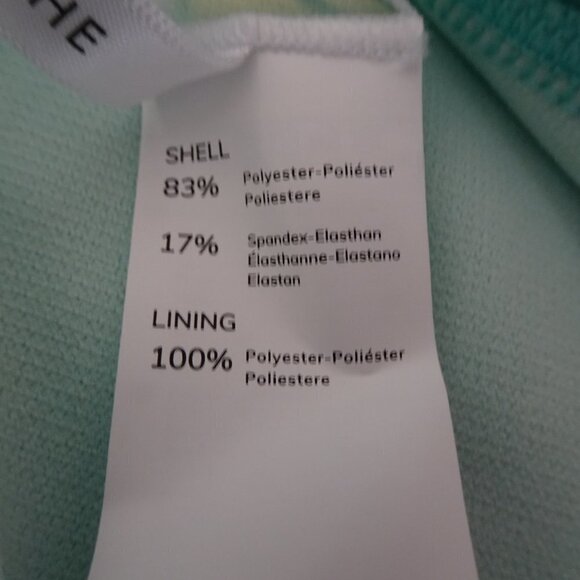 HE
SHELL
83% Polyester-Poliéster
Poliestere
17% Spandex-Elasthan
Élasthanne-Elastano
Elastan
LINING
100% Polyester-Poliéster
Poliestere